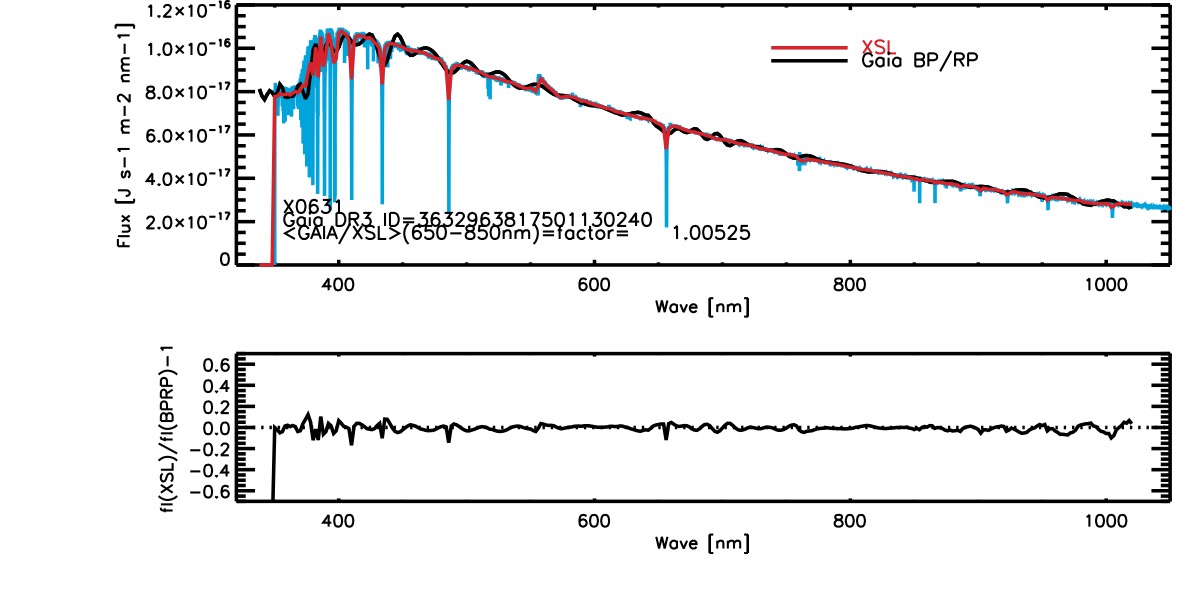 1.2×10−16
1.0×10−16
8.0×10−17
6.0×10−17
4.0×10−17
2.0×10−17
0
Flux [J s−1 m−2 nm−1]
XSL
Gaia BP/RP
X0631
Gaia DR3 ID=36329638175011302​40
<GAIA/XSL>(650−850nm)=factor= 1.00525
400 600 800 1000
Wave [nm]
0.6
0.4
0.2
0.0
−0.2
−0.4
−0.6
fl(XSL)/fl(BPRP)−1
400 600 800 1000
Wave [nm]